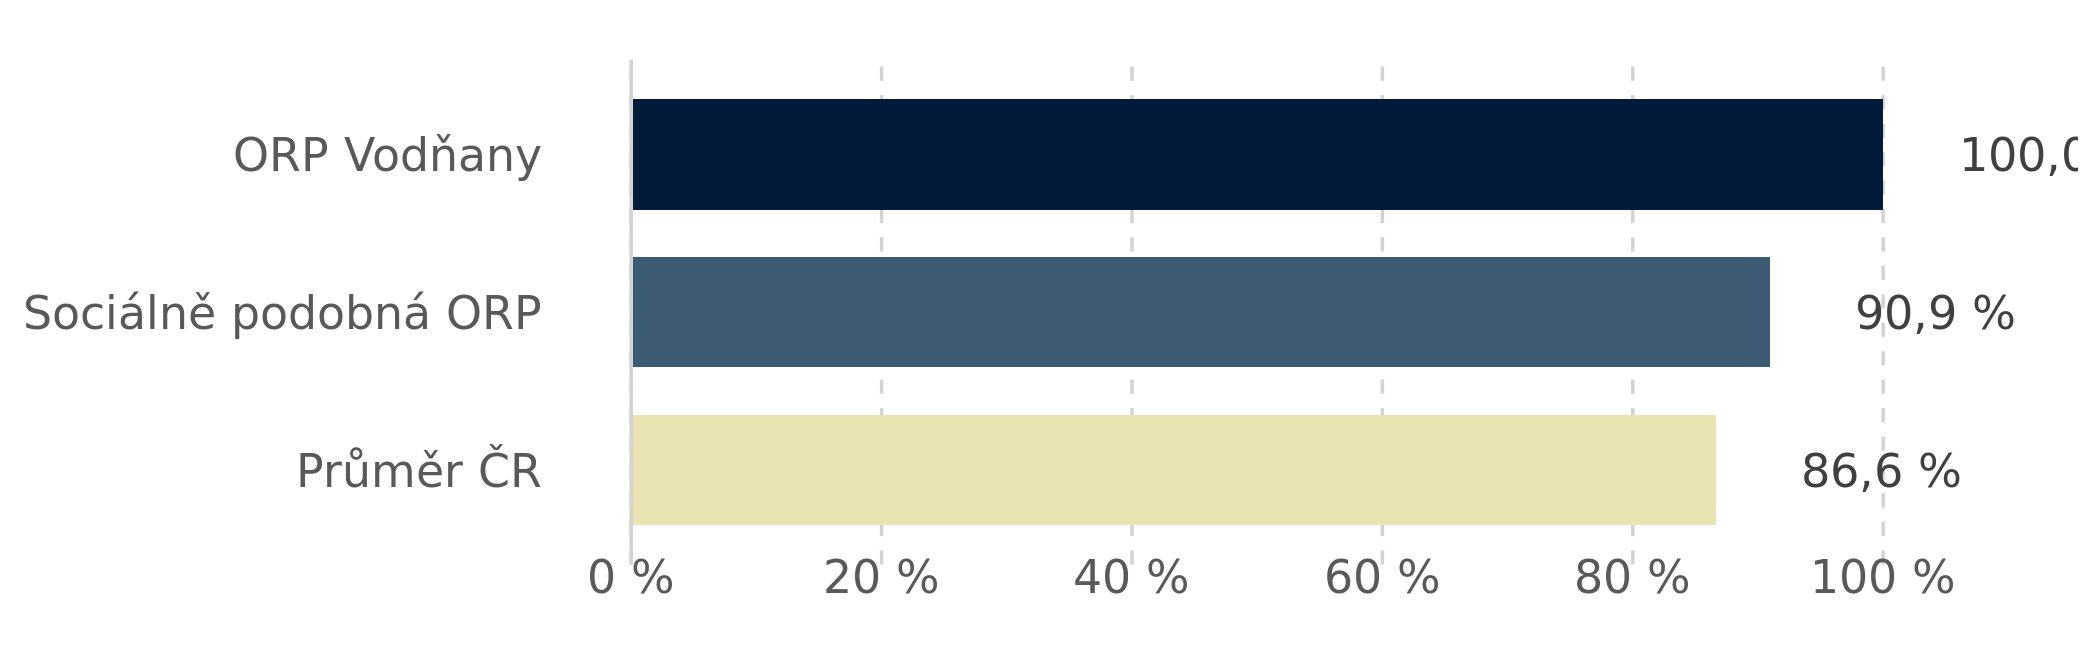 ORP Vodňany 100,0
Sociálně podobná ORP 90,9 %
Průměr ČR 86,6 %
0 % 20 % 40 % 60 % 80 % 100 %